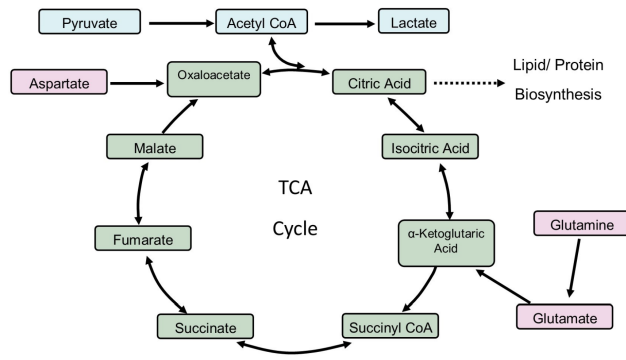 Pyruvate
Acetyl CoA
Lactate
Aspartate
Oxaloacetate
Citric Acid
Lipid/ Protein
Biosynthesis
Malate
Isocitric Acid
TCA
Cycle
Fumarate
α-Ketoglutaric
Acid
Glutamine
Succinate
Succinyl CoA
Glutamate